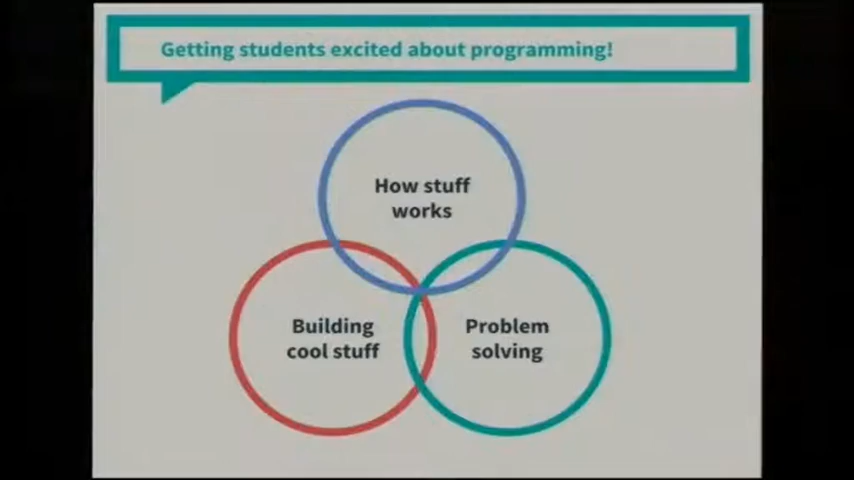 Getting students excited about programming!
How stuff
works
Building
cool stuff
Problem
solving